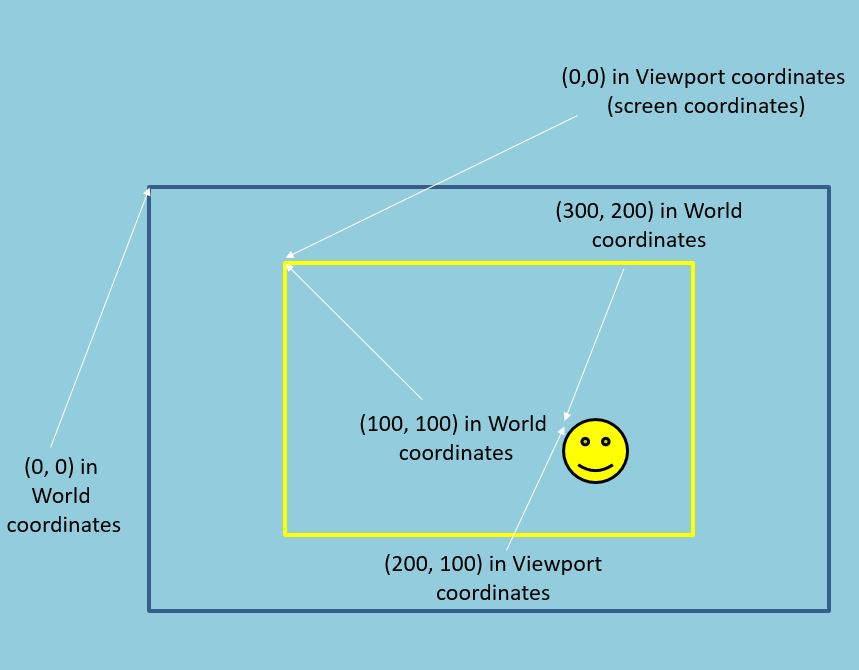 (0,0) in Viewport coordinates
(screen coordinates)
(300, 200) in World
coordinates
(100, 100) in World
coordinates
(0, 0) in
World
coordinates
(200, 100) in Viewport
coordinates